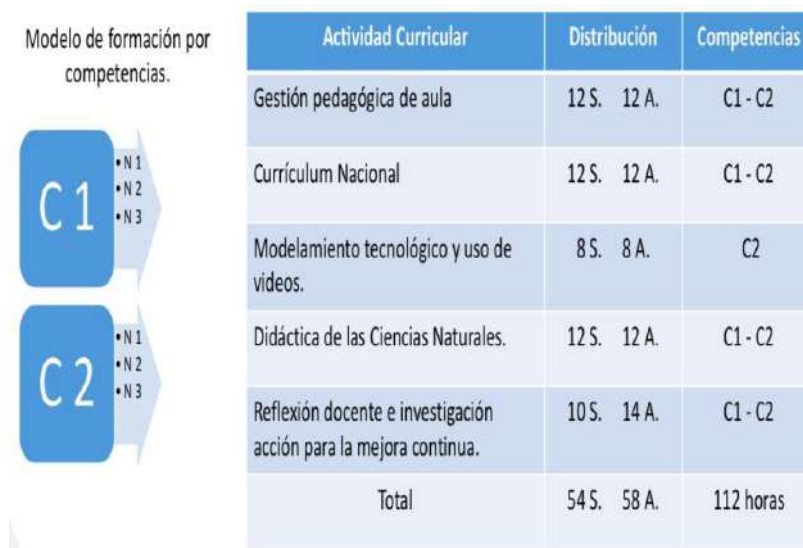 Modelo de formación por
competencias.
C 1
• N 1
• N 2
• N 3
C 2
• N 1
• N 2
• N 3
Actividad Curricular Distribución Competencias
Gestión pedagógica de aula 12 S. 12 A. C1 - C2
Currículum Nacional 12 S. 12 A. C1 - C2
Modelamiento tecnológico y uso de
videos. 8 S. 8 A. C2
Didáctica de las Ciencias Naturales. 12 S. 12 A. C1 - C2
Reflexión docente e investigación
acción para la mejora continua. 10 S. 14 A. C1 - C2
Total 54 S. 58 A. 112 horas